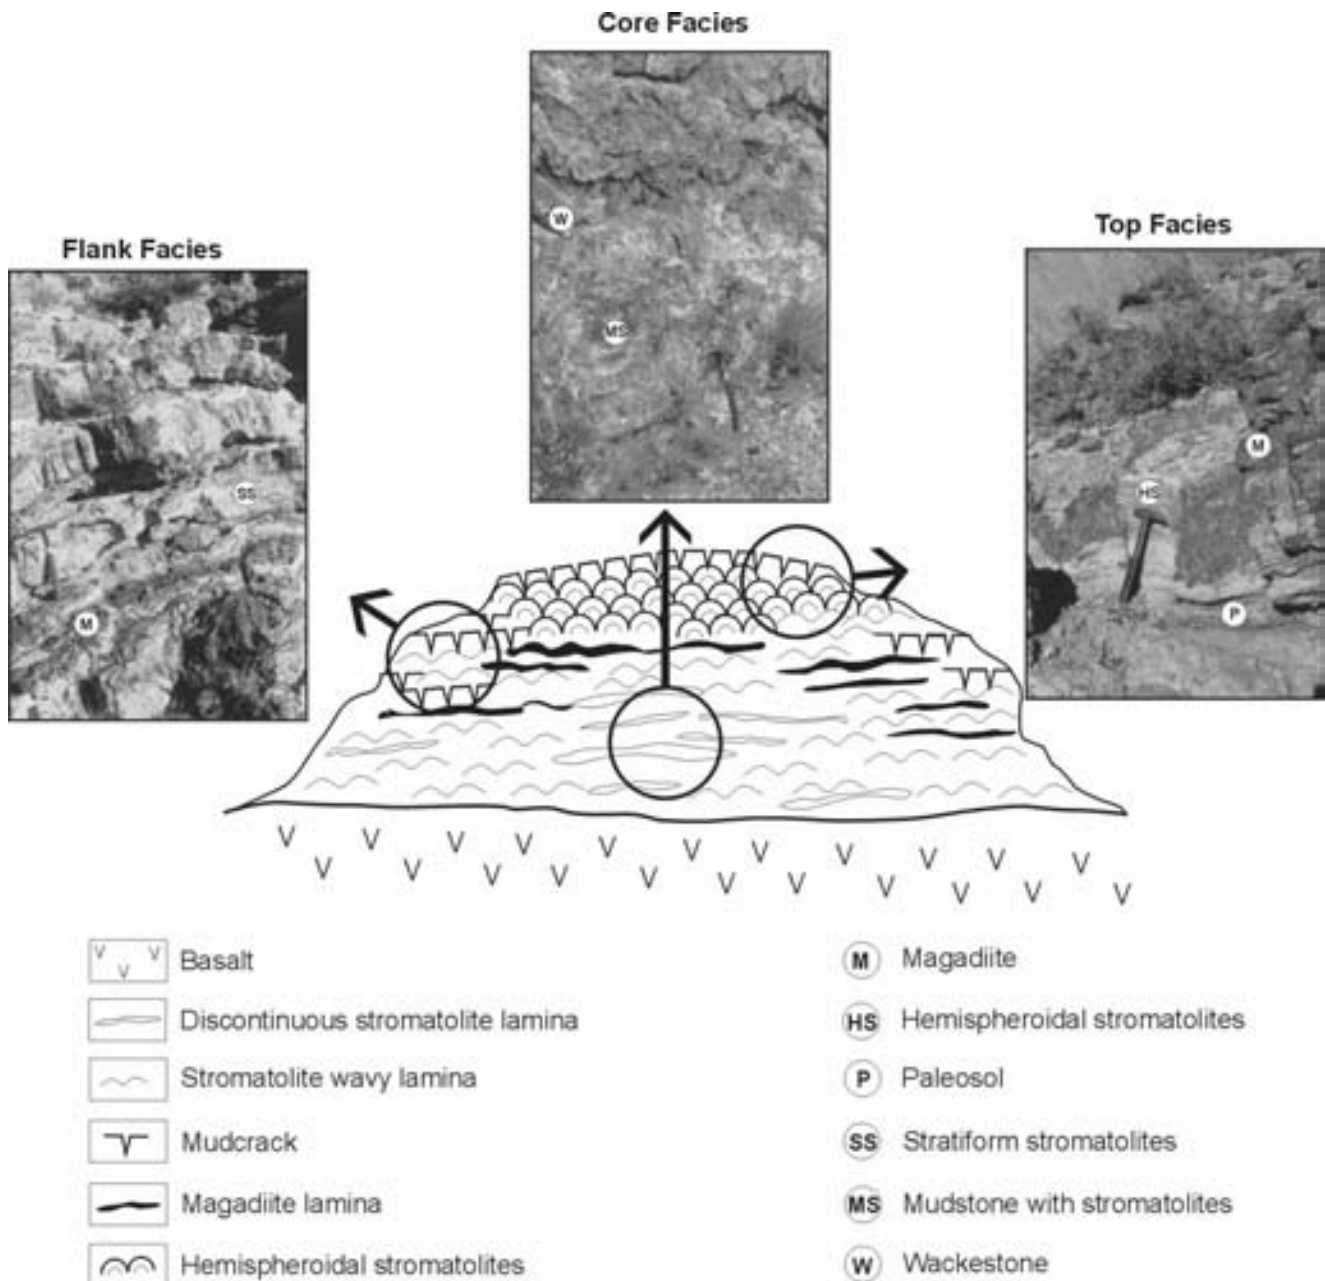 Core Facies
Top Facies
Flank Facies
W
MS
M
HS
P
SS
M
V V V V V V V V V V V
V V V V V V V V V V V
V V V
Basalt
M Magadiite
Discontinuous stromatolite lamina
HS Hemispheroidal stromatolites
Stromatolite wavy lamina
P Paleosol
Mudcrack
SS Stratiform stromatolites
Magadiite lamina
MS Mudstone with stromatolites
Hemispheroidal stromatolites
W Wackestone